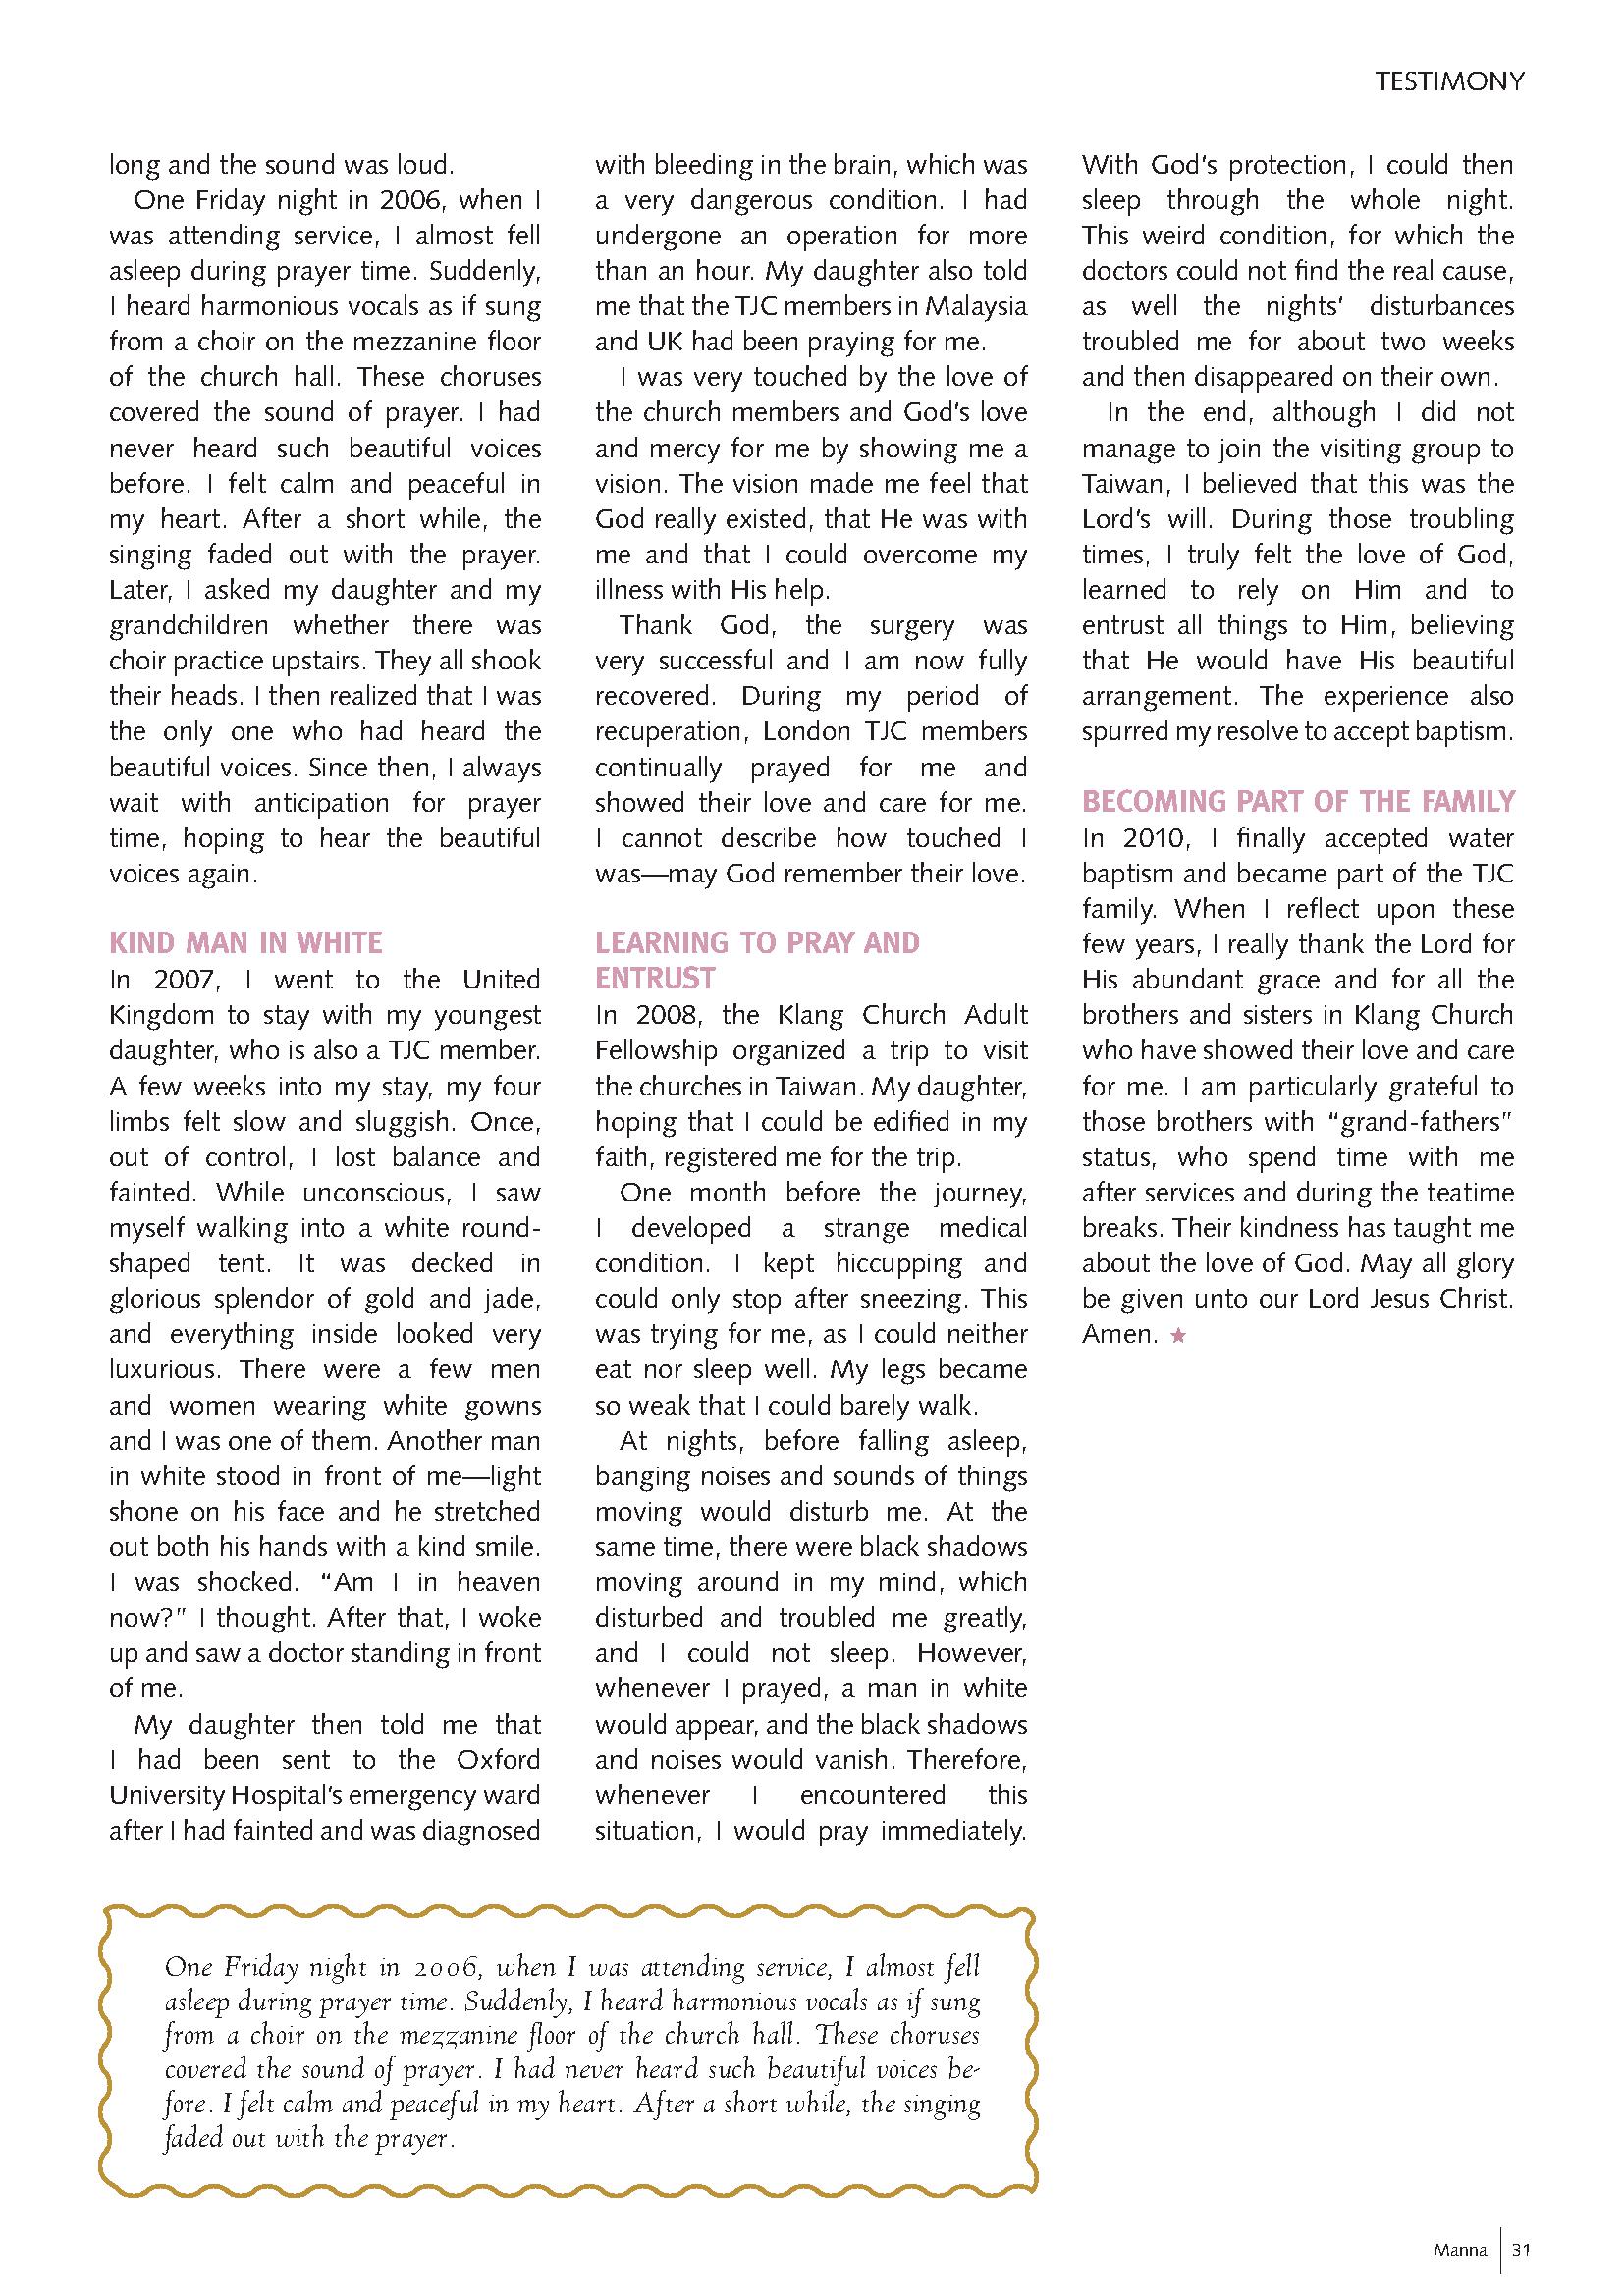 TESTIMONY
long and the sound was loud.
One Friday night in 2006, when I
was attending service, I almost fell
asleep during prayer time. Suddenly,
I heard harmonious vocals as if sung
from a choir on the mezzanine floor
of the church hall. These choruses
covered the sound of prayer. I had
never heard such beautiful voices
before. I felt calm and peaceful in
my heart. After a short while, the
singing faded out with the prayer.
Later, I asked my daughter and my
grandchildren whether there was
choir practice upstairs. They all shook
their heads. I then realized that I was
the only one who had heard the
beautiful voices. Since then, I always
wait with anticipation for prayer
time, hoping to hear the beautiful
voices again.
KIND MAN IN WHITE
In 2007, I went to the United
Kingdom to stay with my youngest
daughter, who is also a TJC member.
A few weeks into my stay, my four
limbs felt slow and sluggish. Once,
out of control, I lost balance and
fainted. While unconscious, I saw
myself walking into a white round-
shaped tent. It was decked in
glorious splendor of gold and jade,
and everything inside looked very
luxurious. There were a few men
and women wearing white gowns
and I was one of them. Another man
in white stood in front of me—light
shone on his face and he stretched
out both his hands with a kind smile.
I was shocked. “Am I in heaven
now?” I thought. After that, I woke
up and saw a doctor standing in front
of me.
My daughter then told me that
I had been sent to the Oxford
University Hospital’s emergency ward
after I had fainted and was diagnosed
with bleeding in the brain, which was
a very dangerous condition. I had
undergone an operation for more
than an hour. My daughter also told
me that the TJC members in Malaysia
and UK had been praying for me.
I was very touched by the love of
the church members and God’s love
and mercy for me by showing me a
vision. The vision made me feel that
God really existed, that He was with
me and that I could overcome my
illness with His help.
Thank God, the surgery was
very successful and I am now fully
recovered. During my period of
recuperation, London TJC members
continually prayed for me and
showed their love and care for me.
I cannot describe how touched I
was—may God remember their love.
LEARNING TO PRAY AND
ENTRUST
In 2008, the Klang Church Adult
Fellowship organized a trip to visit
the churches in Taiwan. My daughter,
hoping that I could be edified in my
faith, registered me for the trip.
One month before the journey,
I developed a strange medical
condition. I kept hiccupping and
could only stop after sneezing. This
was trying for me, as I could neither
eat nor sleep well. My legs became
so weak that I could barely walk.
At nights, before falling asleep,
banging noises and sounds of things
moving would disturb me. At the
same time, there were black shadows
moving around in my mind, which
disturbed and troubled me greatly,
and I could not sleep. However,
whenever I prayed, a man in white
would appear, and the black shadows
and noises would vanish. Therefore,
whenever I encountered this
situation, I would pray immediately.
With God’s protection, I could then
sleep through the whole night.
This weird condition, for which the
doctors could not find the real cause,
as well the nights’ disturbances
troubled me for about two weeks
and then disappeared on their own.
In the end, although I did not
manage to join the visiting group to
Taiwan, I believed that this was the
Lord’s will. During those troubling
times, I truly felt the love of God,
learned to rely on Him and to
entrust all things to Him, believing
that He would have His beautiful
arrangement. The experience also
spurred my resolve to accept baptism.
BECOMING PART OF THE FAMILY
In 2010, I finally accepted water
baptism and became part of the TJC
family. When I reflect upon these
few years, I really thank the Lord for
His abundant grace and for all the
brothers and sisters in Klang Church
who have showed their love and care
for me. I am particularly grateful to
those brothers with “grand-fathers”
status, who spend time with me
after services and during the teatime
breaks. Their kindness has taught me
about the love of God. May all glory
be given unto our Lord Jesus Christ.
Amen. ★
One Friday night in 2006, when I was attending service, I almost fell
asleep during prayer time. Suddenly, I heard harmonious vocals as if sung
from a choir on the mezzanine floor of the church hall. These choruses
covered the sound of prayer. I had never heard such beautiful voices be-
fore. I felt calm and peaceful in my heart. After a short while, the singing
faded out with the prayer.
Manna 31